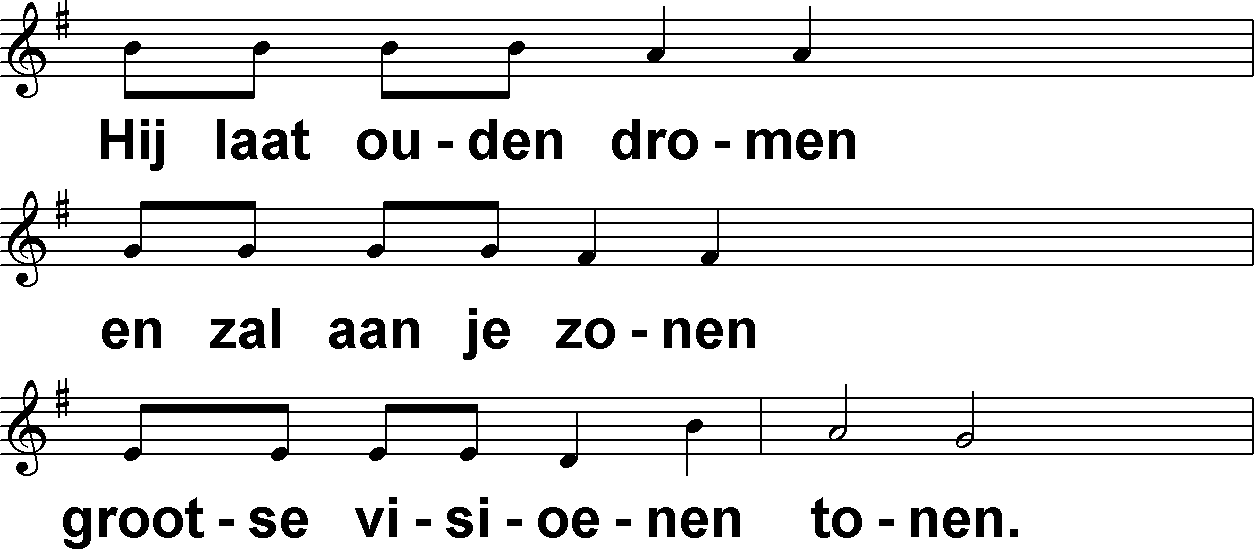 Hij laat ou - den dro - men
en zal aan je zo - nen
groot - se vi - si - oe - nen to - nen.